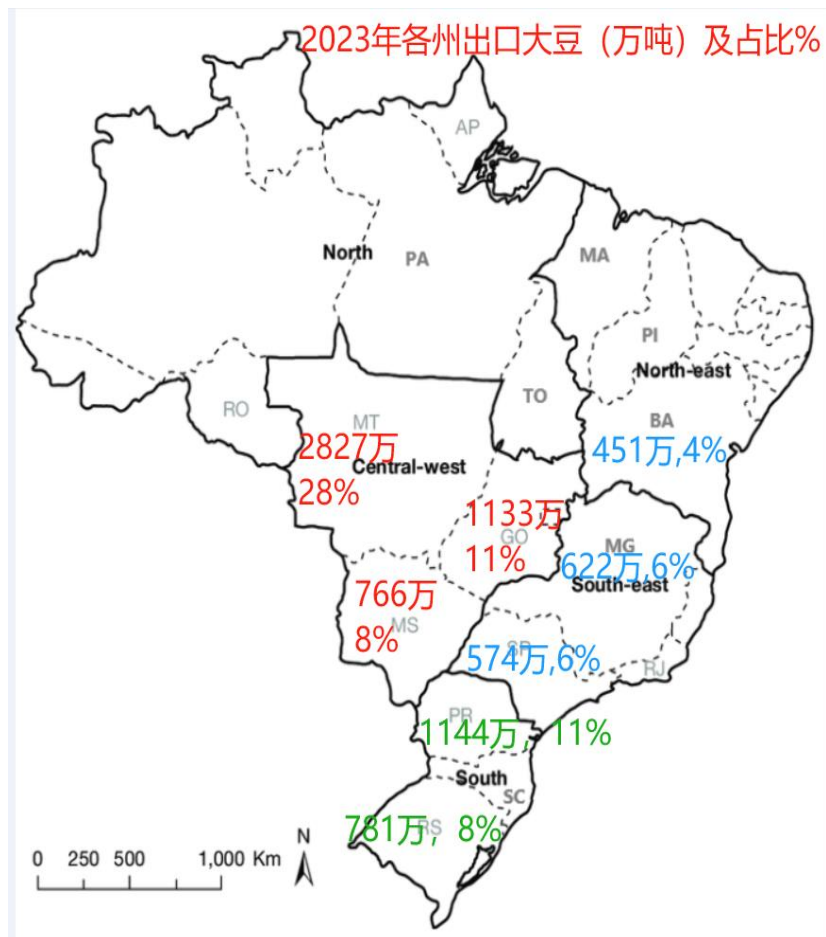 2023年各州出口大豆（万吨）及占比%
AP
North
PA
MA
PI
North-east
TO
RO
MT
BA
2827万
451万,4%
Central-west
28%
1133万
GO
11%
MG
622万,6%
South-east
766万
MS
8%
SP
574万,6%
RJ
PR
1144万，11%
South
SC
781万，8%
RS
N
0 250 500 1,000 Km